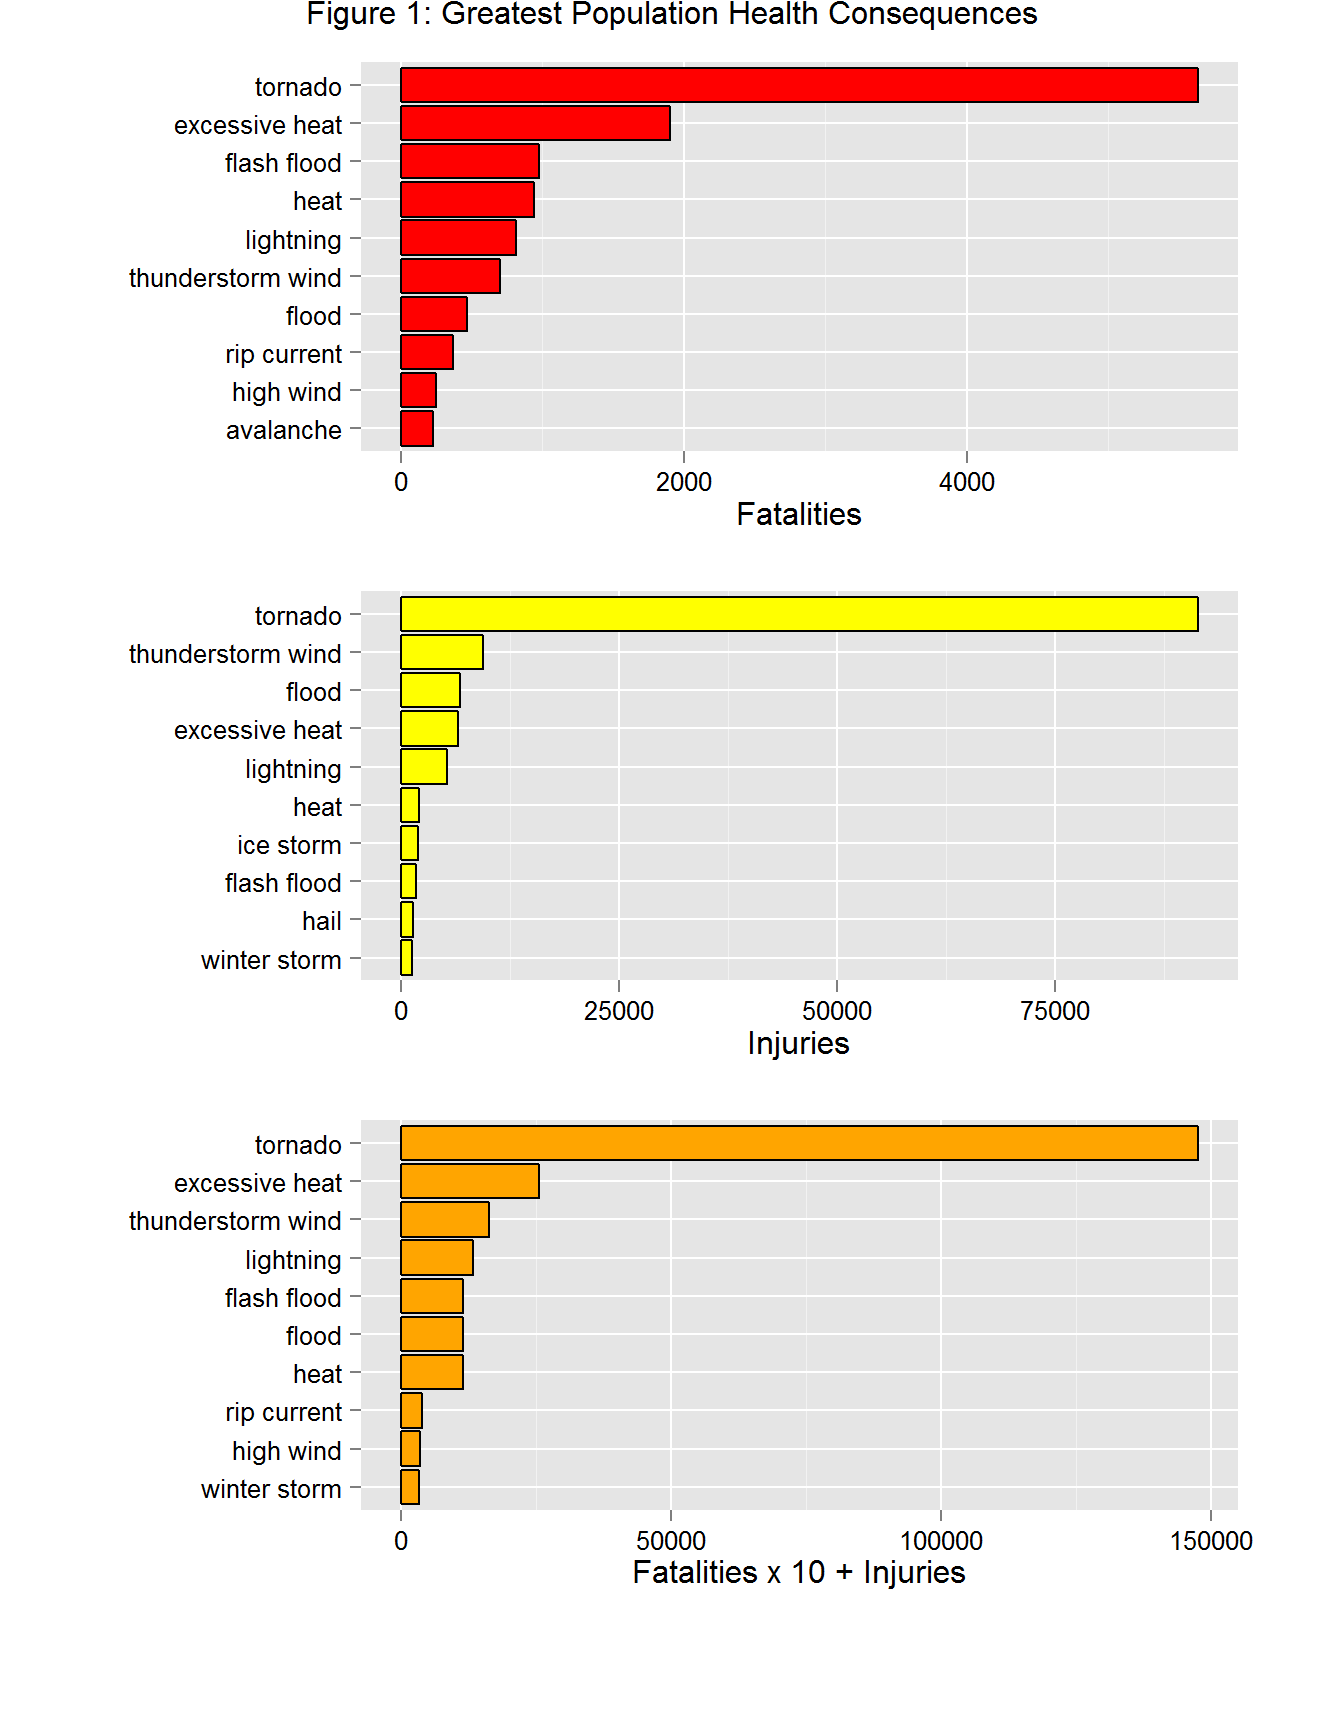 Figure 1: Greatest Population Health Consequences
tornado
excessive heat
flash flood
heat
lightning
thunderstorm wind
flood
rip current
high wind
avalanche
0 2000 4000
Fatalities
tornado
thunderstorm wind
flood
excessive heat
lightning
heat
ice storm
flash flood
hail
winter storm
0 25000 50000 75000
Injuries
tornado
excessive heat
thunderstorm wind
lightning
flash flood
flood
heat
rip current
high wind
winter storm
0 50000 100000 150000
Fatalities x 10 + Injuries